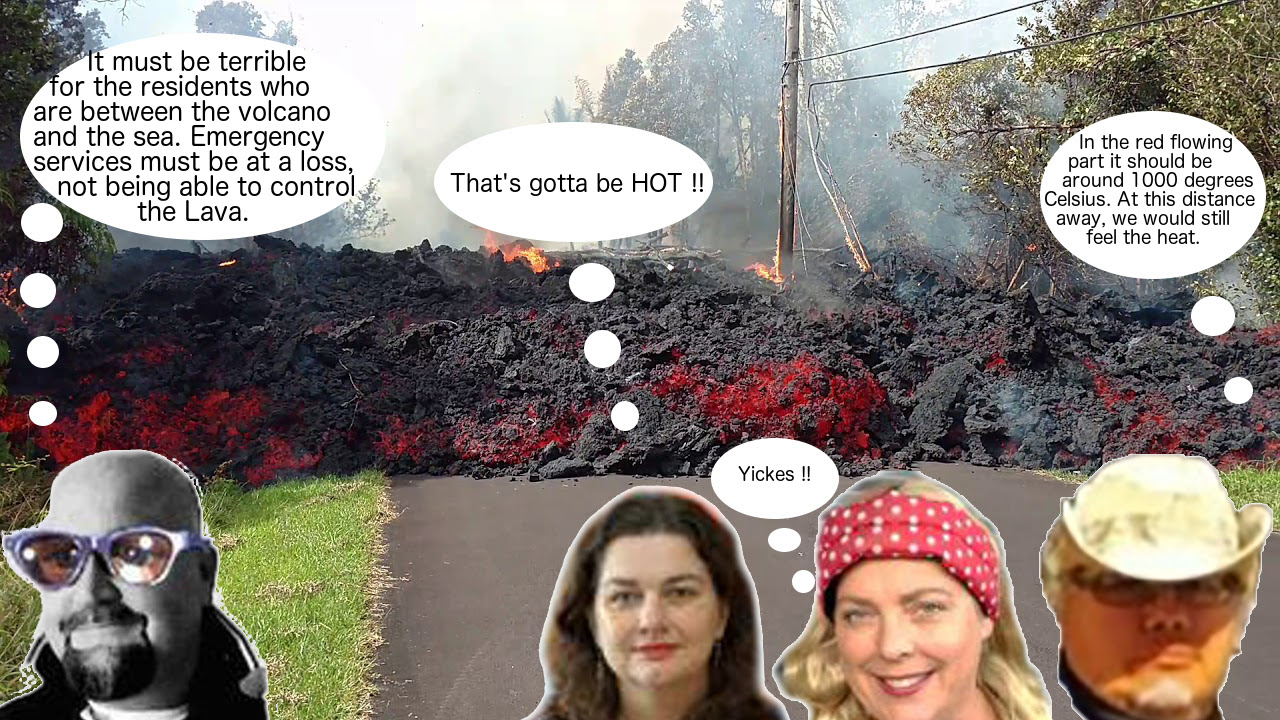 It must be terrible
for the residents who
are between the volcano
and the sea. Emergency
services must be at a loss,
not being able to control
the Lava.
That's gotta be HOT !!
In the red flowing
part it should be
around 1000 degrees
Celsius. At this distance
away, we would still
feel the heat.
Yickes !!